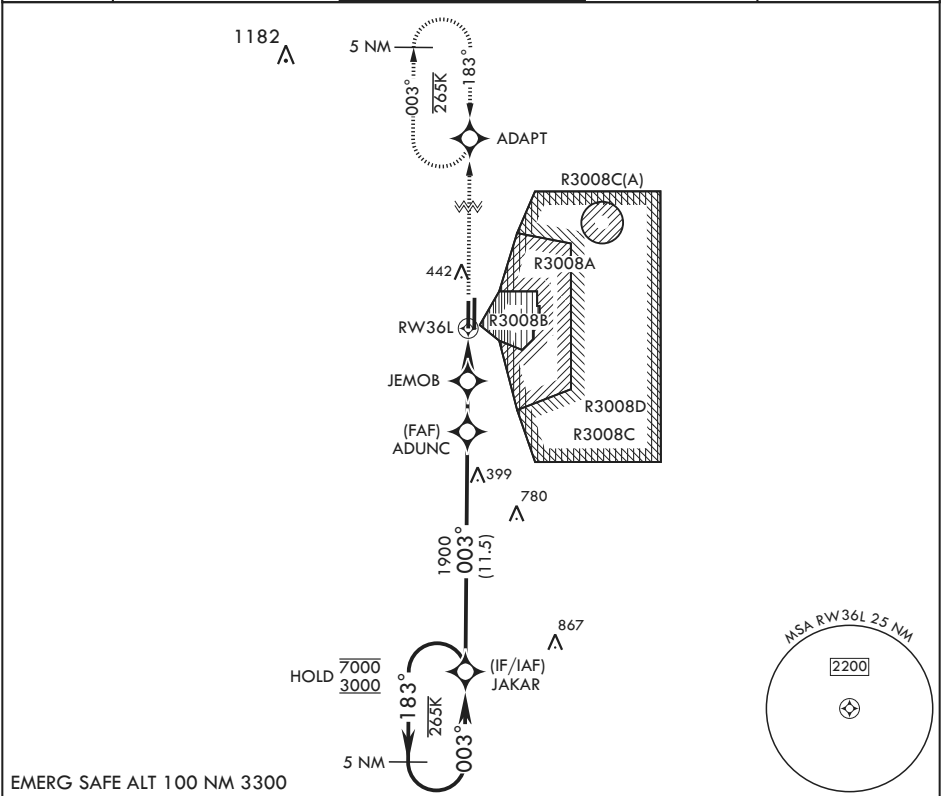 1182
5 NM
003°
265K
183°
ADAPT
R3008C(A)
R3008A
442
RW36L
R3008B
JEMOB
(FAF)
ADUNC
R3008D
R3008C
399
780
1900
003°
(11.5)
867
HOLD 7000
3000
(IF/IAF)
JAKAR
183°
265K
003°
5 NM
MSA RW36L 25 NM
2200
EMERG SAFE ALT 100 NM 3300